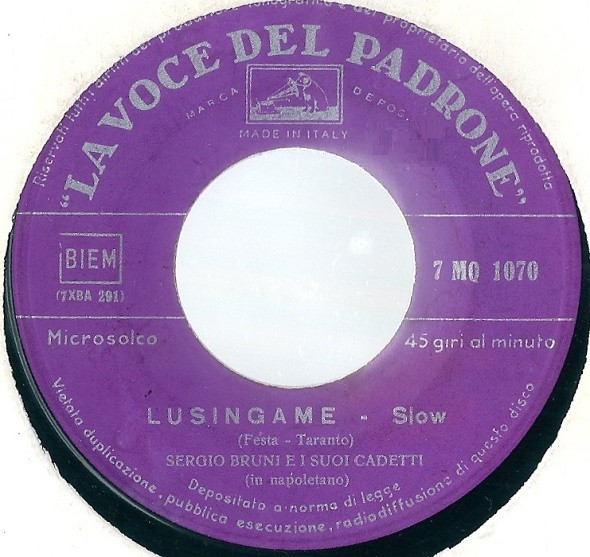 Riservati tutti i diritti del produttore fonografico e del proprietario dell'opera riprodotta
"LA VOCE DEL PADRONE"
MARCA DEPOS.
MADE IN ITALY
BIEM
(7XBA 291)
7 MQ 1070
Microsolco
45 giri al minuto
LUSINGAME - Slow
(Festa - Taranto)
SERGIO BRUNI E I SUOI CADETTI
(in napoletano)
Depositato a norma di legge
Vietata duplicazione, pubblica esecuzione, radiodiffusione di questo disco